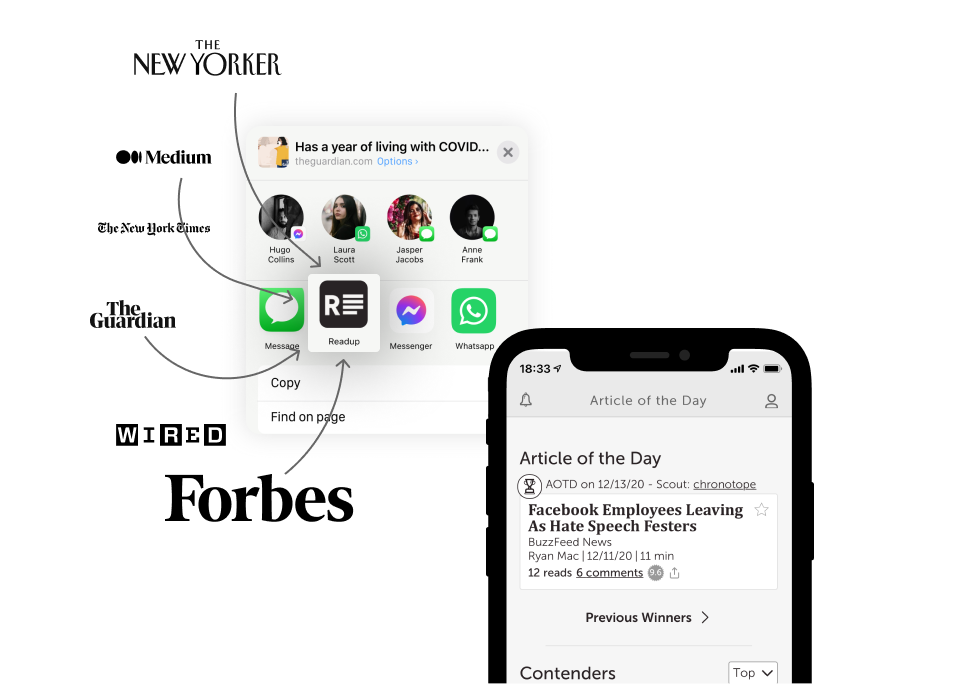 THE
NEW YORKER
Medium
The New York Times
The
Guardian
WIRED
Forbes
Has a year of living with COVID...
theguardian.com Options ›
Hugo
Collins
Laura
Scott
Jasper
Jacobs
Anne
Frank
R
Message
Readup
Messenger
Whatsapp
Copy
Find on page
18:33
Article of the Day
Article of the Day
AOTD on 12/13/20 - Scout: chronotope
Facebook Employees Leaving
As Hate Speech Festers
BuzzFeed News
Ryan Mac | 12/11/20 | 11 min
12 reads 6 comments 9.6
Previous Winners
Contenders
Top